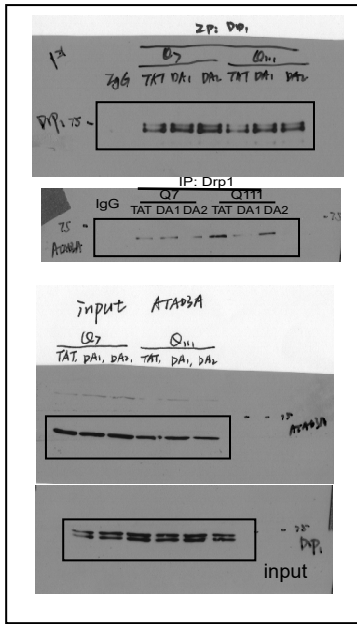 1st IP: Drp1
Q7 Q111
IgG TAT DA1 DA2 TAT DA1 DA2
Drp1 75 -
IP: Drp1
Q7 Q111
IgG TAT DA1 DA2 TAT DA1 DA2
75 - - 75
ATAD3A
input ATAD3A
Q7 Q111
TAT, DA1, DA2, TAT, DA1, DA2
- - 75
ATAD3A
- 75
Drp1
input